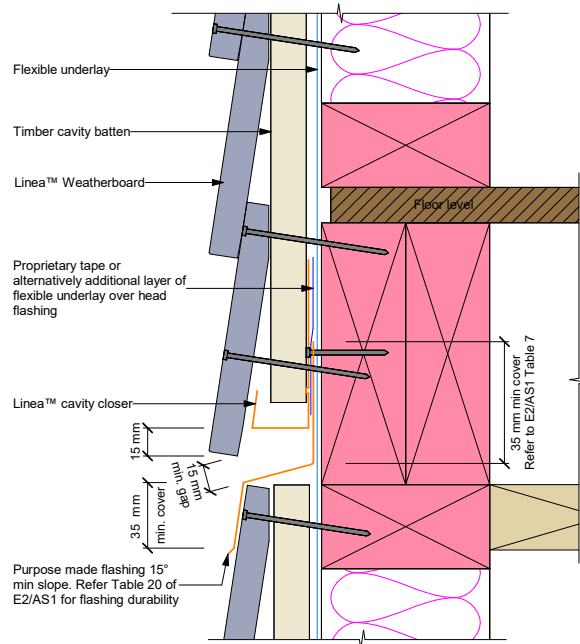 Flexible underlay
Timber cavity batten
Linea™ Weatherboard
Floor level
Proprietary tape or
alternatively additional layer of
flexible underlay over head
flashing
35 mm min cover
Refer to E2/AS1 Table 7
Linea™ cavity closer
15 mm
15 mm
min. gap
35 mm
min. cover
Purpose made flashing 15°
min slope. Refer Table 20 of
E2/AS1 for flashing durability